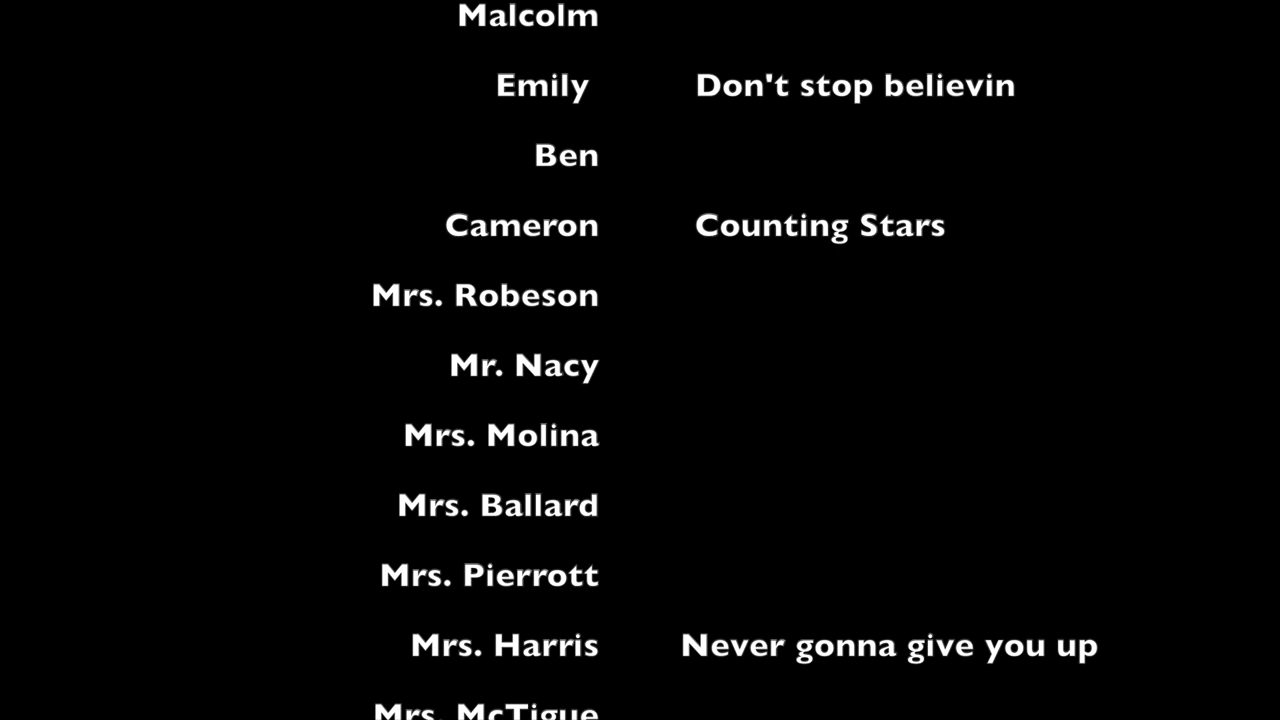 Malcolm
Emily Don't stop believin
Ben
Cameron Counting Stars
Mrs. Robeson
Mr. Nacy
Mrs. Molina
Mrs. Ballard
Mrs. Pierrott
Mrs. Harris Never gonna give you up
Mrs. McTigue